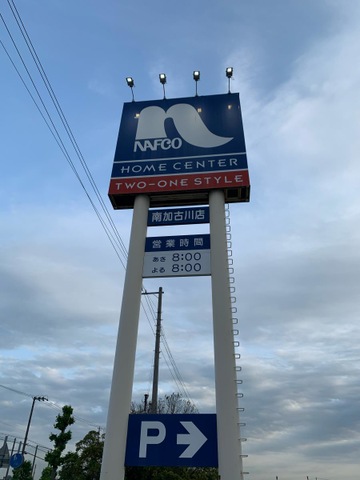 NAFCO
HOME CENTER
TWO-ONE STYLE
南加古川店
営業時間
あさ 8:00
よる 8:00
P